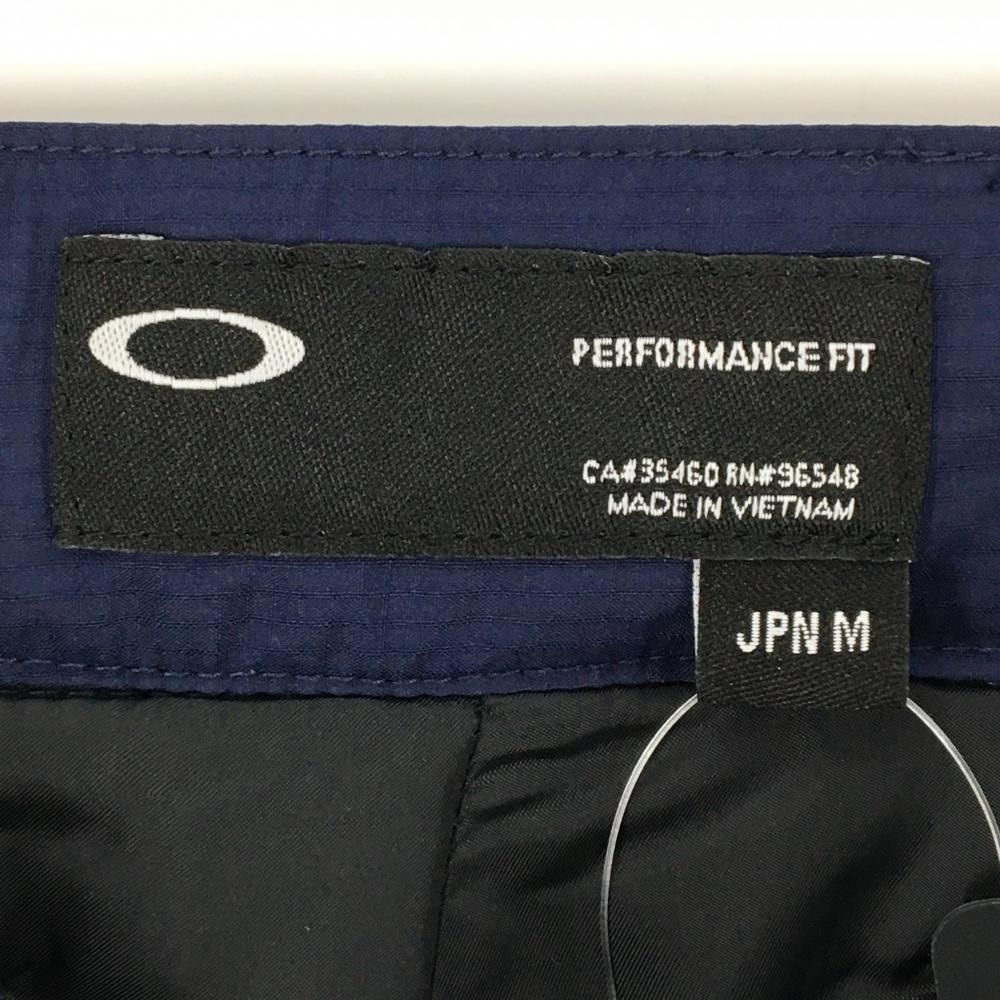 PERFORMANCE FIT
CA#35460 RN#96548
MADE IN VIETNAM
JPN M